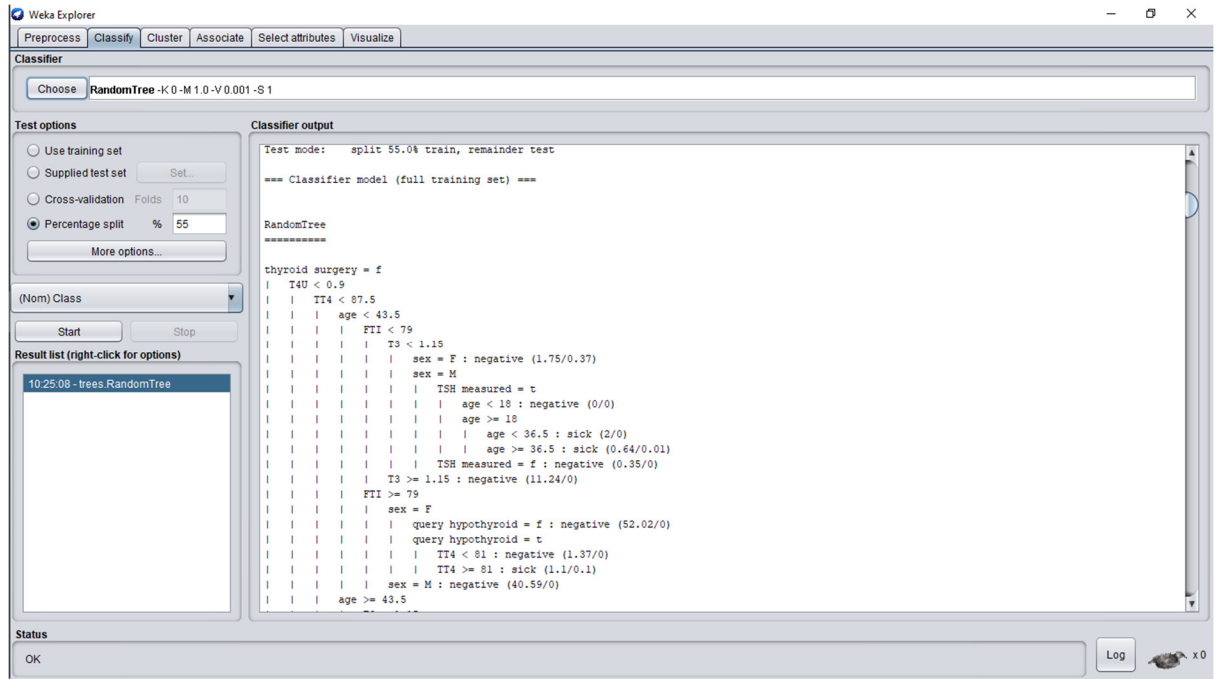 Weka Explorer
Preprocess Classify Cluster Associate Select attributes Visualize
Classifier
Choose RandomTree -K 0 -M 1.0 -V 0.001 -S 1
Test options
Use training set
Supplied test set Set...
Cross-validation Folds 10
Percentage split % 55
More options...
(Nom) Class
Start Stop
Result list (right-click for options)
10:25:08 - trees.RandomTree
Classifier output
Test mode: split 55.0% train, remainder test
=== Classifier model (full training set) ===
RandomTree
==========
thyroid surgery = f
| T4U < 0.9
| | TT4 < 87.5
| | | age < 43.5
| | | | FTI < 79
| | | | | T3 < 1.15
| | | | | | sex = F : negative (1.75/0.37)
| | | | | | sex = M
| | | | | | | TSH measured = t
| | | | | | | | age < 18 : negative (0/0)
| | | | | | | | age >= 18
| | | | | | | | | age < 36.5 : sick (2/0)
| | | | | | | | | age >= 36.5 : sick (0.64/0.01)
| | | | | | | TSH measured = f : negative (0.35/0)
| | | | | T3 >= 1.15 : negative (11.24/0)
| | | | FTI >= 79
| | | | | sex = F
| | | | | | query hypothyroid = f : negative (52.02/0)
| | | | | | query hypothyroid = t
| | | | | | | TT4 < 81 : negative (1.37/0)
| | | | | | | TT4 >= 81 : sick (1.1/0.1)
| | | | | sex = M : negative (40.59/0)
| | | age >= 43.5
Status
OK
Log x 0